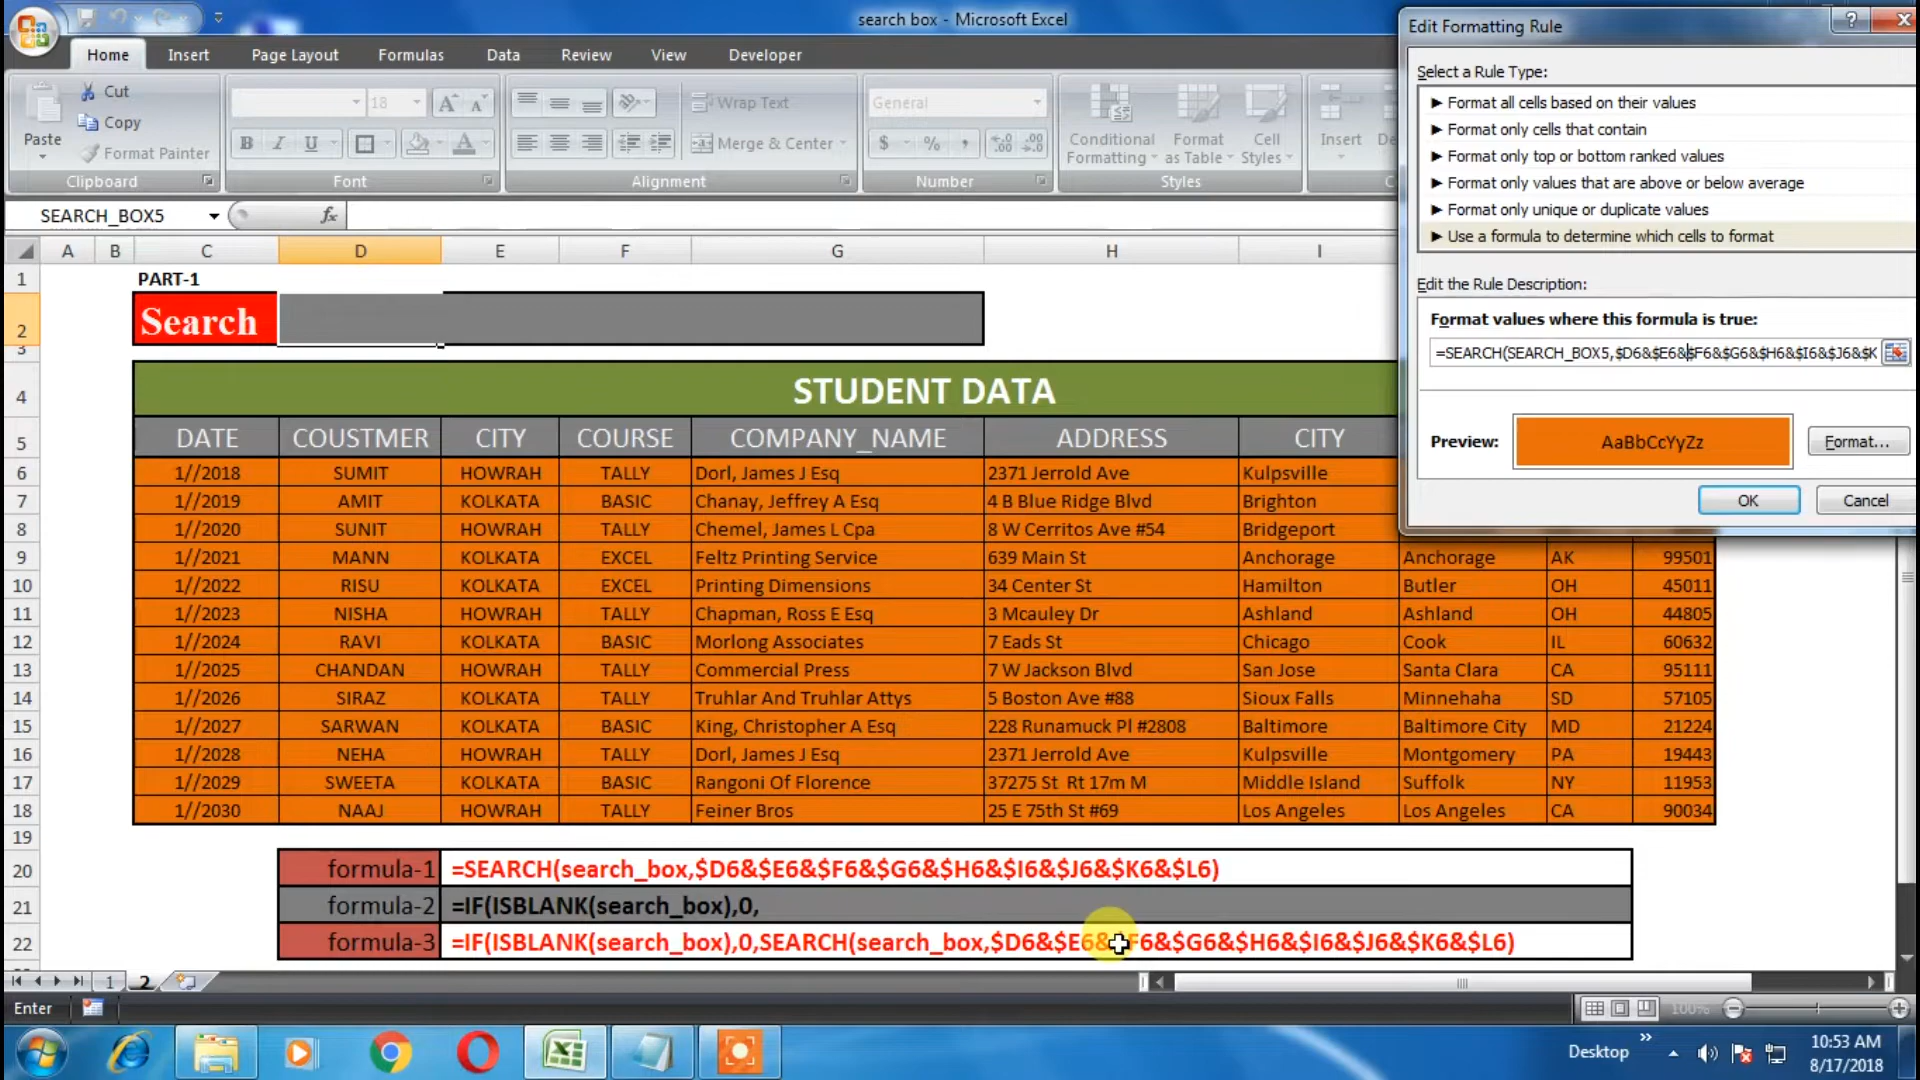 search box - Microsoft Excel
Home Insert Page Layout Formulas Data Review View Developer
Cut
Copy
Format Painter
Paste
Clipboard
18
B I U
Font
Wrap Text
Merge & Center
Alignment
General
$ % ,
Number
Conditional Formatting
Format as Table
Cell Styles
Styles
Insert
SEARCH_BOX5
fx
A B C D E F G H I
1 PART-1
2 Search
3
4 STUDENT DATA
5 DATE COUSTMER CITY COURSE COMPANY_NAME ADDRESS CITY
6 1//2018 SUMIT HOWRAH TALLY Dorl, James J Esq 2371 Jerrold Ave Kulpsville
7 1//2019 AMIT KOLKATA BASIC Chanay, Jeffrey A Esq 4 B Blue Ridge Blvd Brighton
8 1//2020 SUNIT HOWRAH TALLY Chemel, James L Cpa 8 W Cerritos Ave #54 Bridgeport
9 1//2021 MANN KOLKATA EXCEL Feltz Printing Service 639 Main St Anchorage Anchorage AK 99501
10 1//2022 RISU KOLKATA EXCEL Printing Dimensions 34 Center St Hamilton Butler OH 45011
11 1//2023 NISHA HOWRAH TALLY Chapman, Ross E Esq 3 Mcauley Dr Ashland Ashland OH 44805
12 1//2024 RAVI KOLKATA BASIC Morlong Associates 7 Eads St Chicago Cook IL 60632
13 1//2025 CHANDAN HOWRAH TALLY Commercial Press 7 W Jackson Blvd San Jose Santa Clara CA 95111
14 1//2026 SIRAZ KOLKATA TALLY Truhlar And Truhlar Attys 5 Boston Ave #88 Sioux Falls Minnehaha SD 57105
15 1//2027 SARWAN KOLKATA BASIC King, Christopher A Esq 228 Runamuck Pl #2808 Baltimore Baltimore City MD 21224
16 1//2028 NEHA HOWRAH TALLY Dorl, James J Esq 2371 Jerrold Ave Kulpsville Montgomery PA 19443
17 1//2029 SWEETA KOLKATA BASIC Rangoni Of Florence 37275 St Rt 17m M Middle Island Suffolk NY 11953
18 1//2030 NAAJ HOWRAH TALLY Feiner Bros 25 E 75th St #69 Los Angeles Los Angeles CA 90034
19
20 formula-1 =SEARCH(search_box,$D6&$E6&$F6&$G6&$H6&$I6&$J6&$K6&$L6)
21 formula-2 =IF(ISBLANK(search_box),0,
22 formula-3 =IF(ISBLANK(search_box),0,SEARCH(search_box,$D6&$E6&$F6&$G6&$H6&$I6&$J6&$K6&$L6)
1 2
Enter
100%
Edit Formatting Rule
Select a Rule Type:
► Format all cells based on their values
► Format only cells that contain
► Format only top or bottom ranked values
► Format only values that are above or below average
► Format only unique or duplicate values
► Use a formula to determine which cells to format
Edit the Rule Description:
Format values where this formula is true:
=SEARCH(SEARCH_BOX5,$D6&$E6&$F6&$G6&$H6&$I6&$J6&$K
Preview: AaBbCcYyZz Format...
OK Cancel
Desktop
10:53 AM
8/17/2018